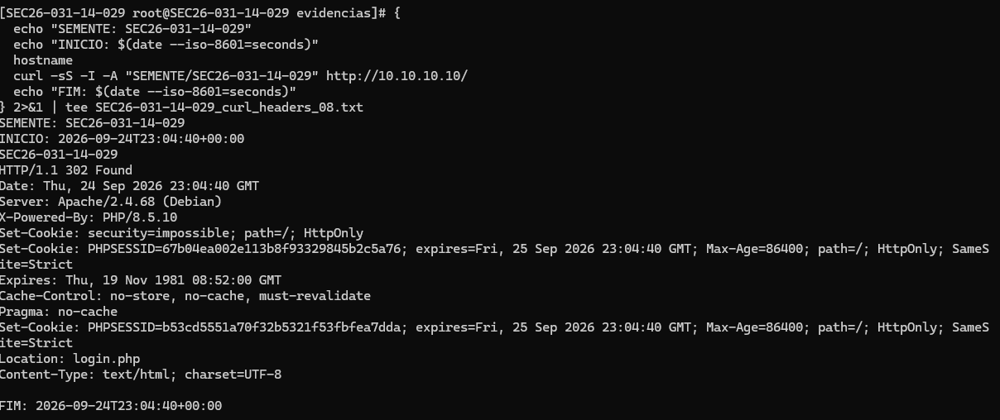 [SEC26-031-14-029 root@SEC26-031-14-029 evidencias]# {
  echo "SEMENTE: SEC26-031-14-029"
  echo "INICIO: $(date --iso-8601=seconds)"
  hostname
  curl -sS -I -A "SEMENTE/SEC26-031-14-029" http://10.10.10.10/
  echo "FIM: $(date --iso-8601=seconds)"
} 2>&1 | tee SEC26-031-14-029_curl_headers_08.txt
SEMENTE: SEC26-031-14-029
INICIO: 2026-09-24T23:04:40+00:00
SEC26-031-14-029
HTTP/1.1 302 Found
Date: Thu, 24 Sep 2026 23:04:40 GMT
Server: Apache/2.4.68 (Debian)
X-Powered-By: PHP/8.5.10
Set-Cookie: security=impossible; path=/; HttpOnly
Set-Cookie: PHPSESSID=67b04ea002e113b8f93329845b2c5a76; expires=Fri, 25 Sep 2026 23:04:40 GMT; Max-Age=86400; path=/; HttpOnly; SameS
ite=Strict
Expires: Thu, 19 Nov 1981 08:52:00 GMT
Cache-Control: no-store, no-cache, must-revalidate
Pragma: no-cache
Set-Cookie: PHPSESSID=b53cd5551a70f32b5321f53fbfea7dda; expires=Fri, 25 Sep 2026 23:04:40 GMT; Max-Age=86400; path=/; HttpOnly; SameS
ite=Strict
Location: login.php
Content-Type: text/html; charset=UTF-8

FIM: 2026-09-24T23:04:40+00:00